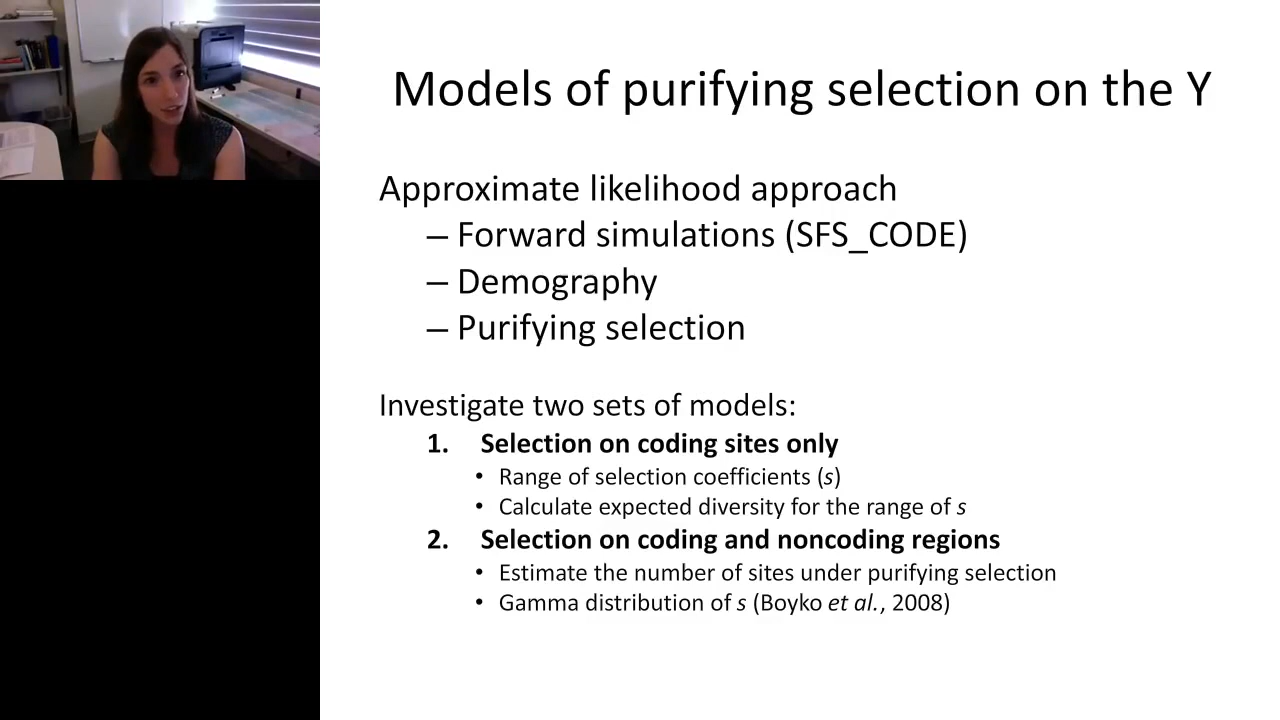 Models of purifying selection on the Y
Approximate likelihood approach
– Forward simulations (SFS_CODE)
– Demography
– Purifying selection
Investigate two sets of models:
1. Selection on coding sites only
• Range of selection coefficients (s)
• Calculate expected diversity for the range of s
2. Selection on coding and noncoding regions
• Estimate the number of sites under purifying selection
• Gamma distribution of s (Boyko et al., 2008)